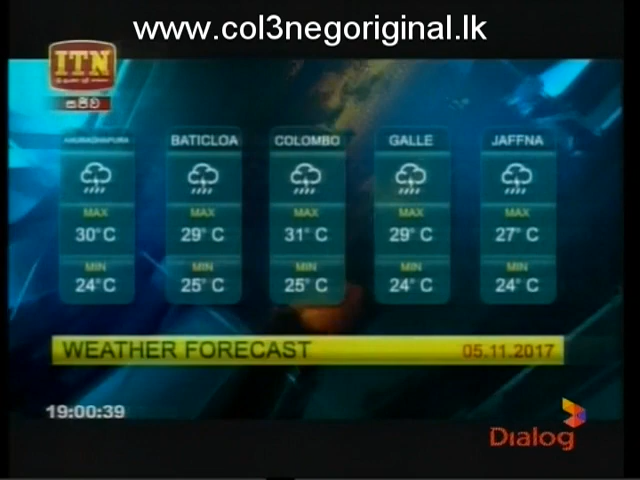 www.col3negoriginal.lk
ITN
සජීව
ANURADHAPURA BATICLOA COLOMBO GALLE JAFFNA
MAX MAX MAX MAX MAX
30° C 29° C 31° C 29° C 27° C
MIN MIN MIN MIN MIN
24° C 25° C 25° C 24° C 24° C
WEATHER FORECAST 05.11.2017
19:00:39
Dialog